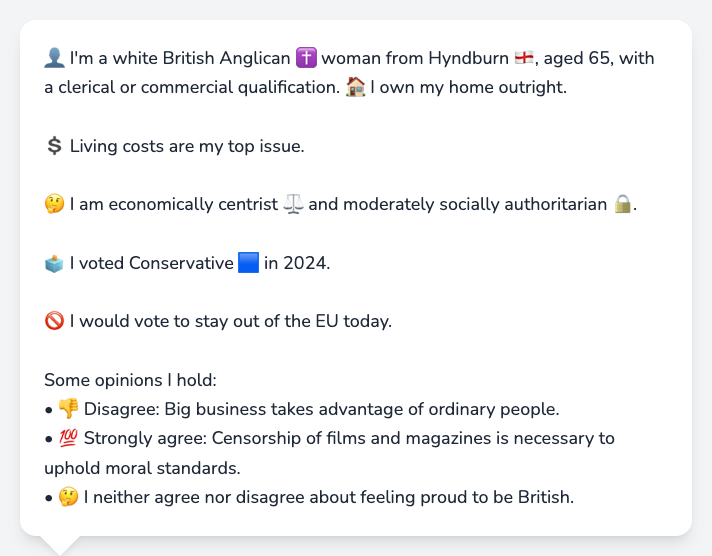 👤 I'm a white British Anglican ✝️ woman from Hyndburn 🏴󠁧󠁢󠁥󠁮󠁧󠁿, aged 65, with
a clerical or commercial qualification. 🏠 I own my home outright.
💲 Living costs are my top issue.
🤔 I am economically centrist ⚖️ and moderately socially authoritarian 🔒.
🗳️ I voted Conservative 🟦 in 2024.
🚫 I would vote to stay out of the EU today.
Some opinions I hold:
• 👎 Disagree: Big business takes advantage of ordinary people.
• 💯 Strongly agree: Censorship of films and magazines is necessary to
uphold moral standards.
• 🤔 I neither agree nor disagree about feeling proud to be British.